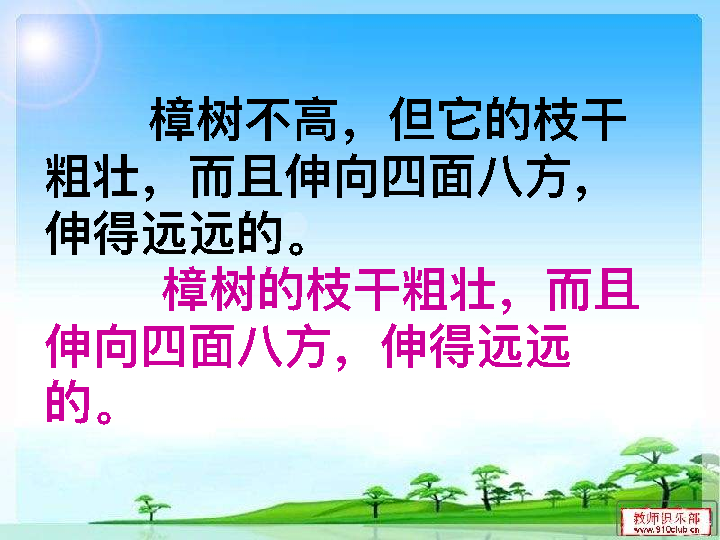 樟树不高，但它的枝干
粗壮，而且伸向四面八方，
伸得远远的。
樟树的枝干粗壮，而且
伸向四面八方，伸得远远
的。
教师俱乐部
www.910club.cn